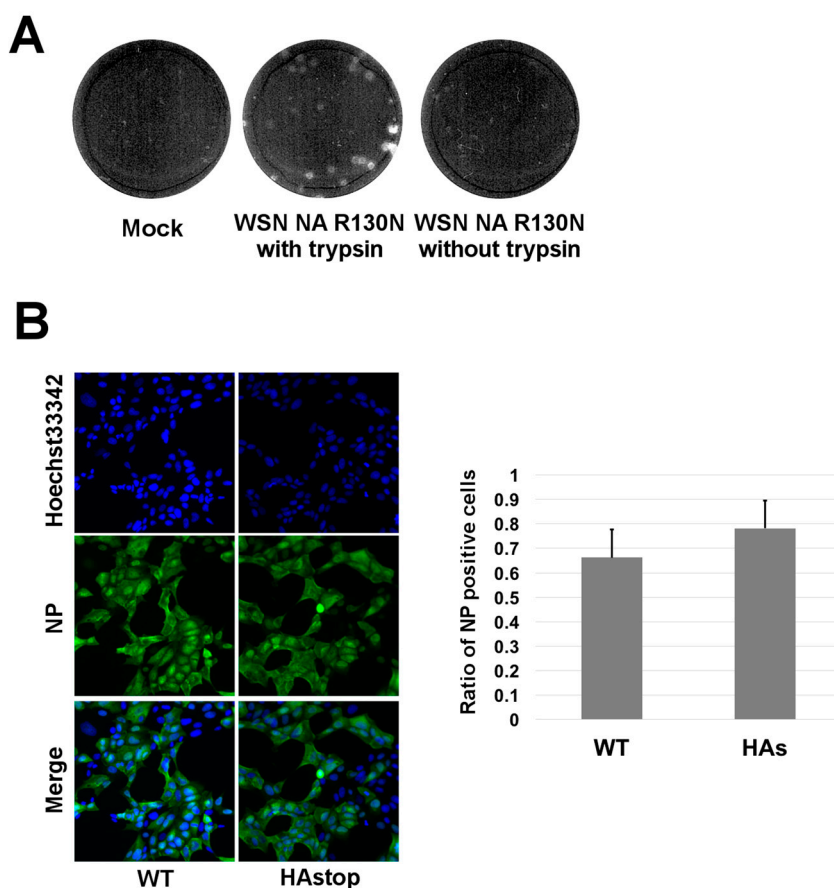 A
Mock
WSN NA R130N
with trypsin
WSN NA R130N
without trypsin
B
Hoechst33342
NP
Merge
WT
HAstop
Ratio of NP positive cells
1
0.9
0.8
0.7
0.6
0.5
0.4
0.3
0.2
0.1
0
WT
HAs